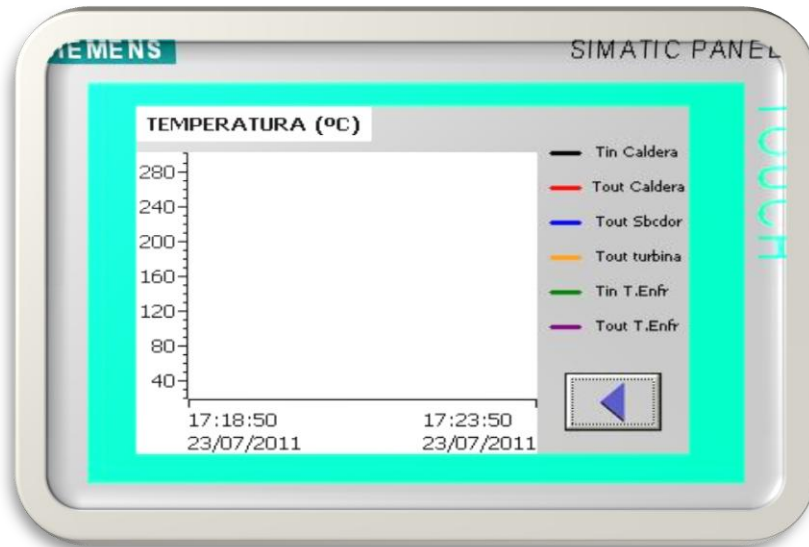 SIEMENS
SIMATIC PANEL
TOUCH
TEMPERATURA (ºC)
280
240
200
160
120
80
40
17:18:50
23/07/2011
17:23:50
23/07/2011
Tin Caldera
Tout Caldera
Tout Sbcdor
Tout turbina
Tin T.Enfr
Tout T.Enfr